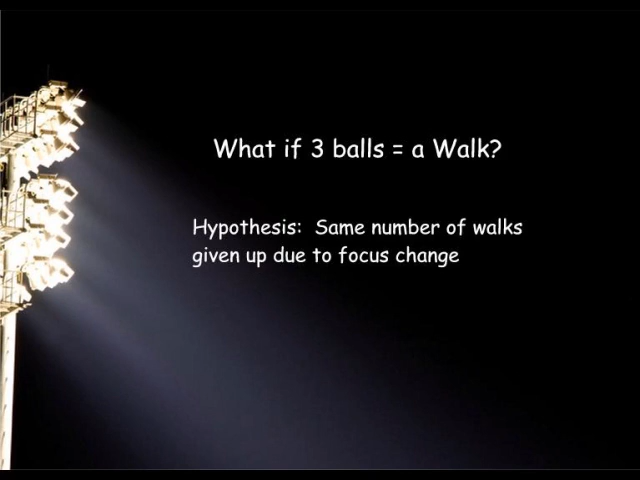 What if 3 balls = a Walk?
Hypothesis:  Same number of walks
given up due to focus change